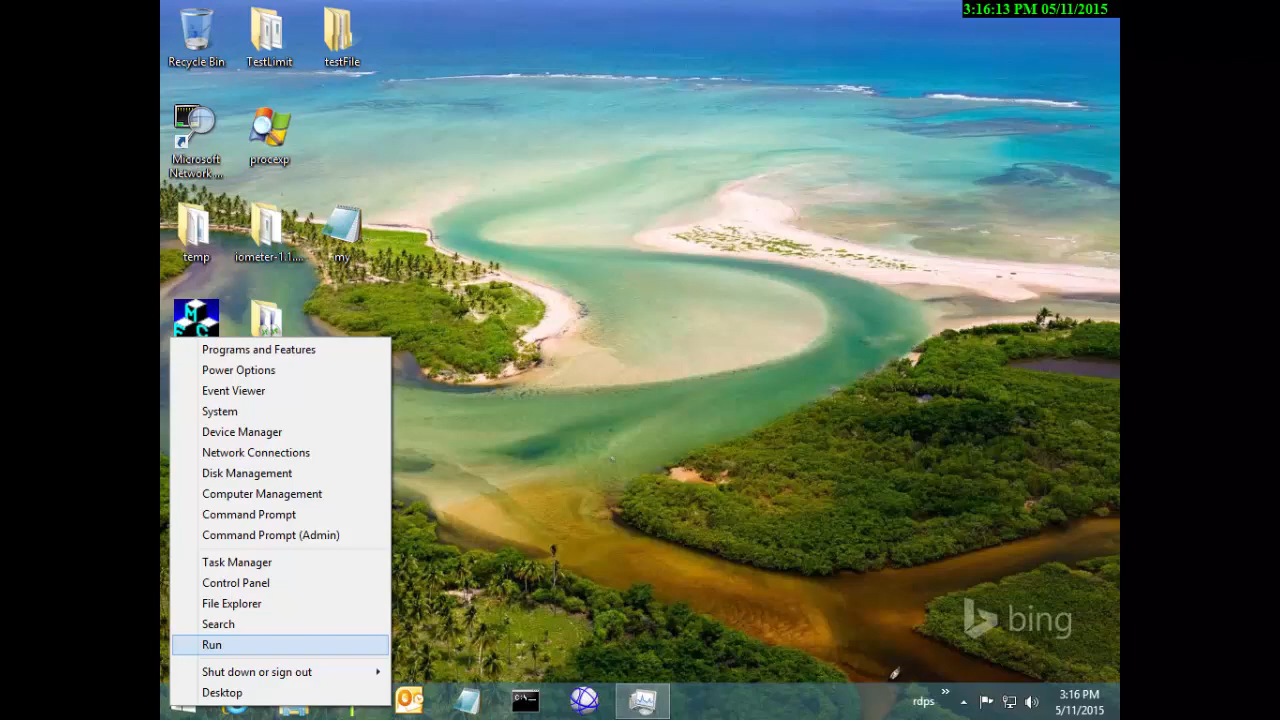 3:16:13 PM 05/11/2015
Recycle Bin
TestLimit
testFile
Microsoft
Network ...
procexp
temp
iometer-1.1....
my
Programs and Features
Power Options
Event Viewer
System
Device Manager
Network Connections
Disk Management
Computer Management
Command Prompt
Command Prompt (Admin)
Task Manager
Control Panel
File Explorer
Search
Run
Shut down or sign out
Desktop
bing
rdps
3:16 PM
5/11/2015